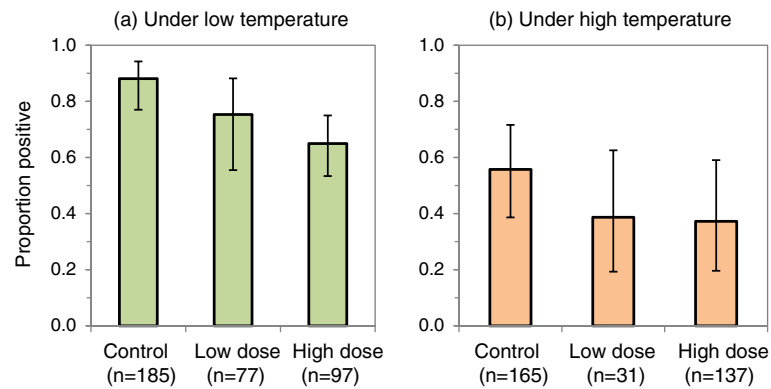 (a) Under low temperature
(b) Under high temperature
Proportion positive
1.0
0.8
0.6
0.4
0.2
0.0
Control
(n=185)
Low dose
(n=77)
High dose
(n=97)
1.0
0.8
0.6
0.4
0.2
0.0
Control
(n=165)
Low dose
(n=31)
High dose
(n=137)